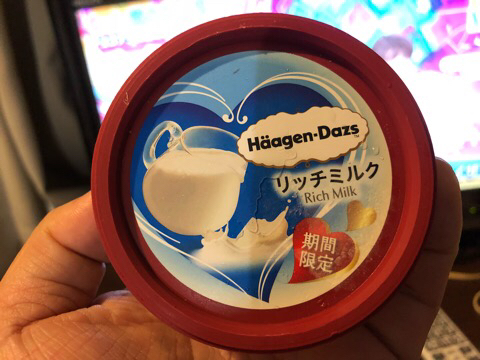 Häagen-Dazs
リッチミルク
Rich Milk
期間
限定